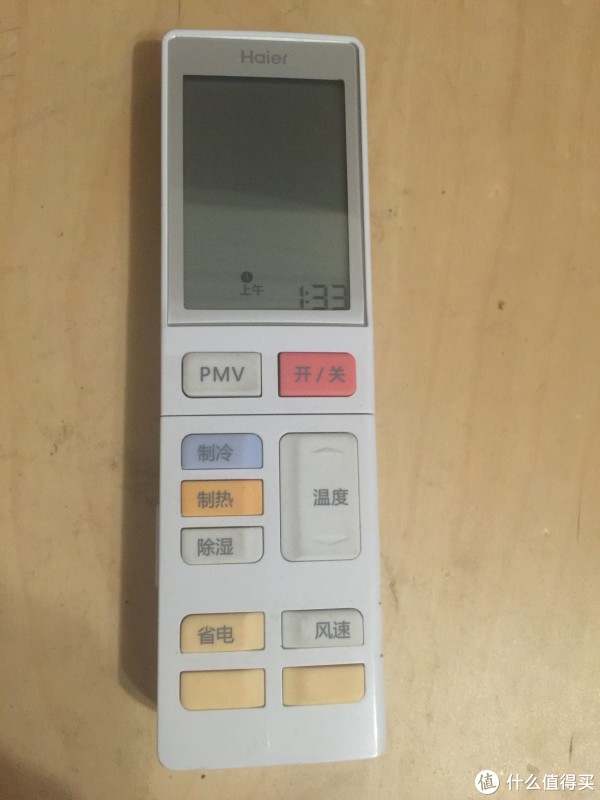 Haier
上午 1:33
PMV 开/关
制冷
制热
温度
除湿
省电 风速
值 什么值得买